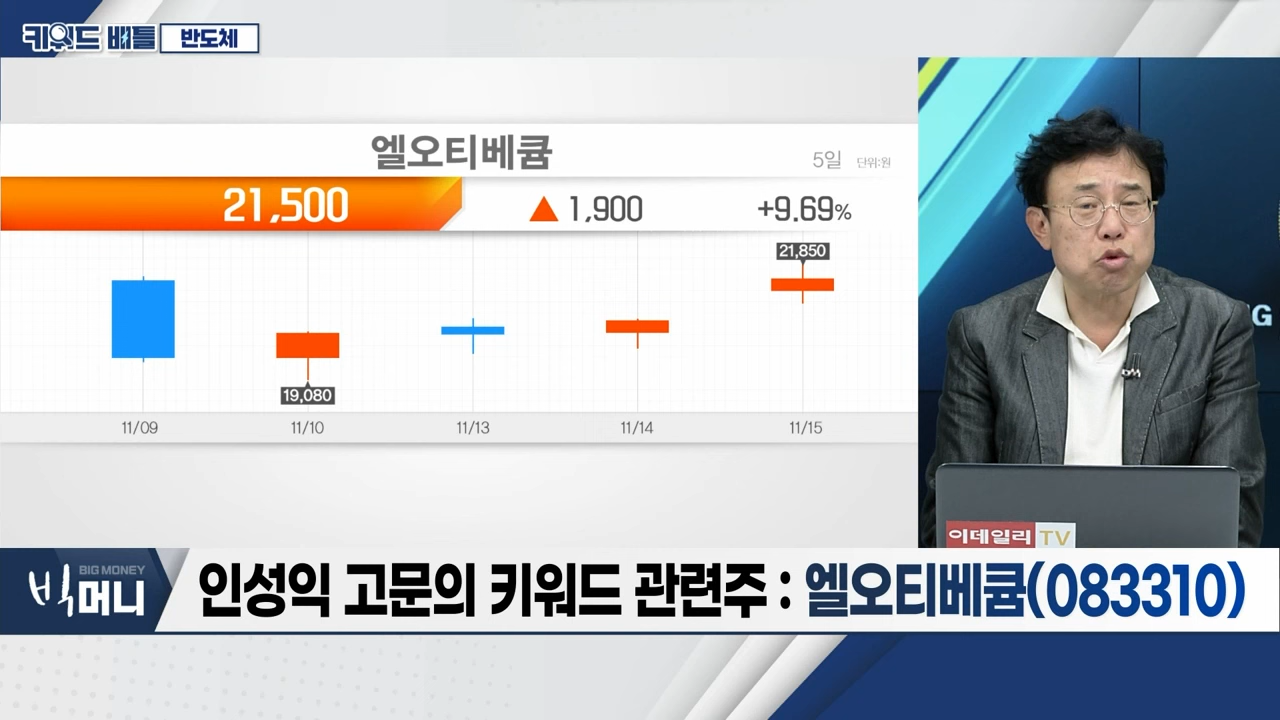 키워드 배틀 반도체
엘오티베큠
5일 단위:원
21,500 ▲ 1,900 +9.69%
21,850
19,080
11/09 11/10 11/13 11/14 11/15
G
이데일리 TV
BIG MONEY
빅머니
인성익 고문의 키워드 관련주 : 엘오티베큠(083310)